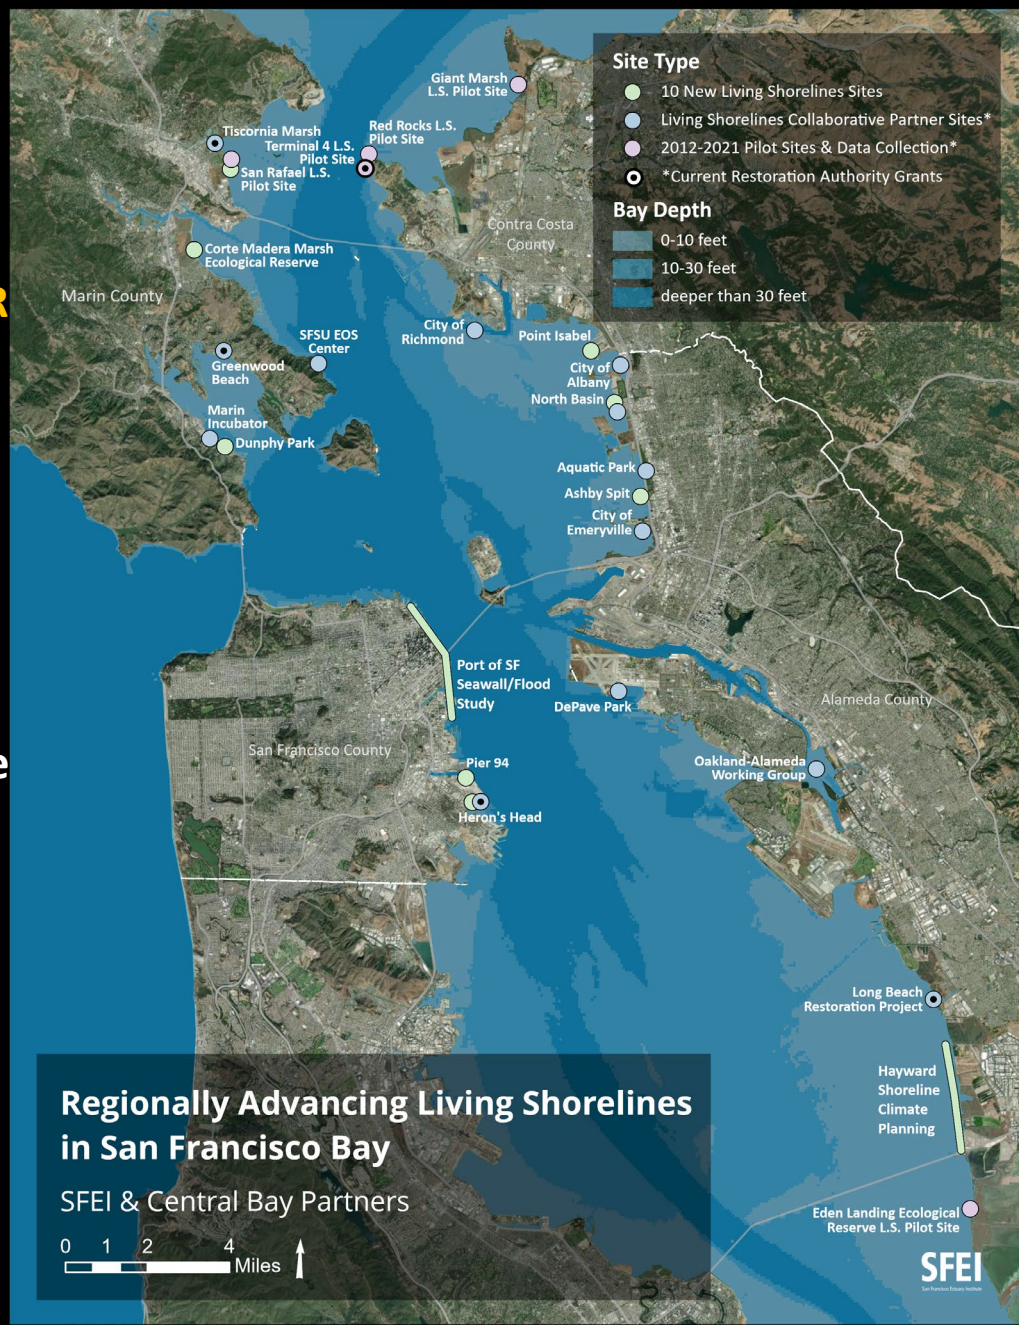 Site Type
10 New Living Shorelines Sites
Living Shorelines Collaborative Partner Sites*
2012-2021 Pilot Sites & Data Collection*
*Current Restoration Authority Grants
Bay Depth
0-10 feet
10-30 feet
deeper than 30 feet
Giant Marsh
L.S. Pilot Site
Tiscornia Marsh
Terminal 4 L.S.
Pilot Site
Red Rocks L.S.
Pilot Site
San Rafael L.S.
Pilot Site
Contra Costa
County
Corte Madera Marsh
Ecological Reserve
R
Marin County
City of
Richmond
Point Isabel
SFSU EOS
Center
Greenwood
Beach
City of
Albany
North Basin
Marin
Incubator
Dunphy Park
Aquatic Park
Ashby Spit
City of
Emeryville
Port of SF
Seawall/Flood
Study
DePave Park
Alameda County
San Francisco County
e
Pier 94
Oakland-Alameda
Working Group
Heron's Head
Long Beach
Restoration Project
Hayward
Shoreline
Climate
Planning
Eden Landing Ecological
Reserve L.S. Pilot Site
Regionally Advancing Living Shorelines
in San Francisco Bay
SFEI & Central Bay Partners
0 1 2 4
Miles
SFEI
San Francisco Estuary Institute